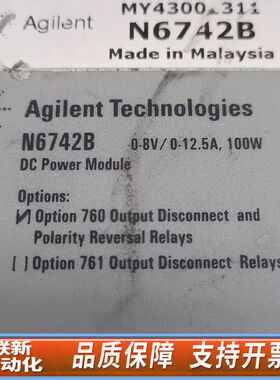 Agilent
MY4300 311
N6742B
Made in Malaysia
Agilent Technologies
N6742B 0-8V/0-12.5A, 100W
DC Power Module
Options:
[/] Option 760 Output Disconnect and
Polarity Reversal Relays
[ ] Option 761 Output Disconnect Relays
联新
动化
品质保障 支持开票